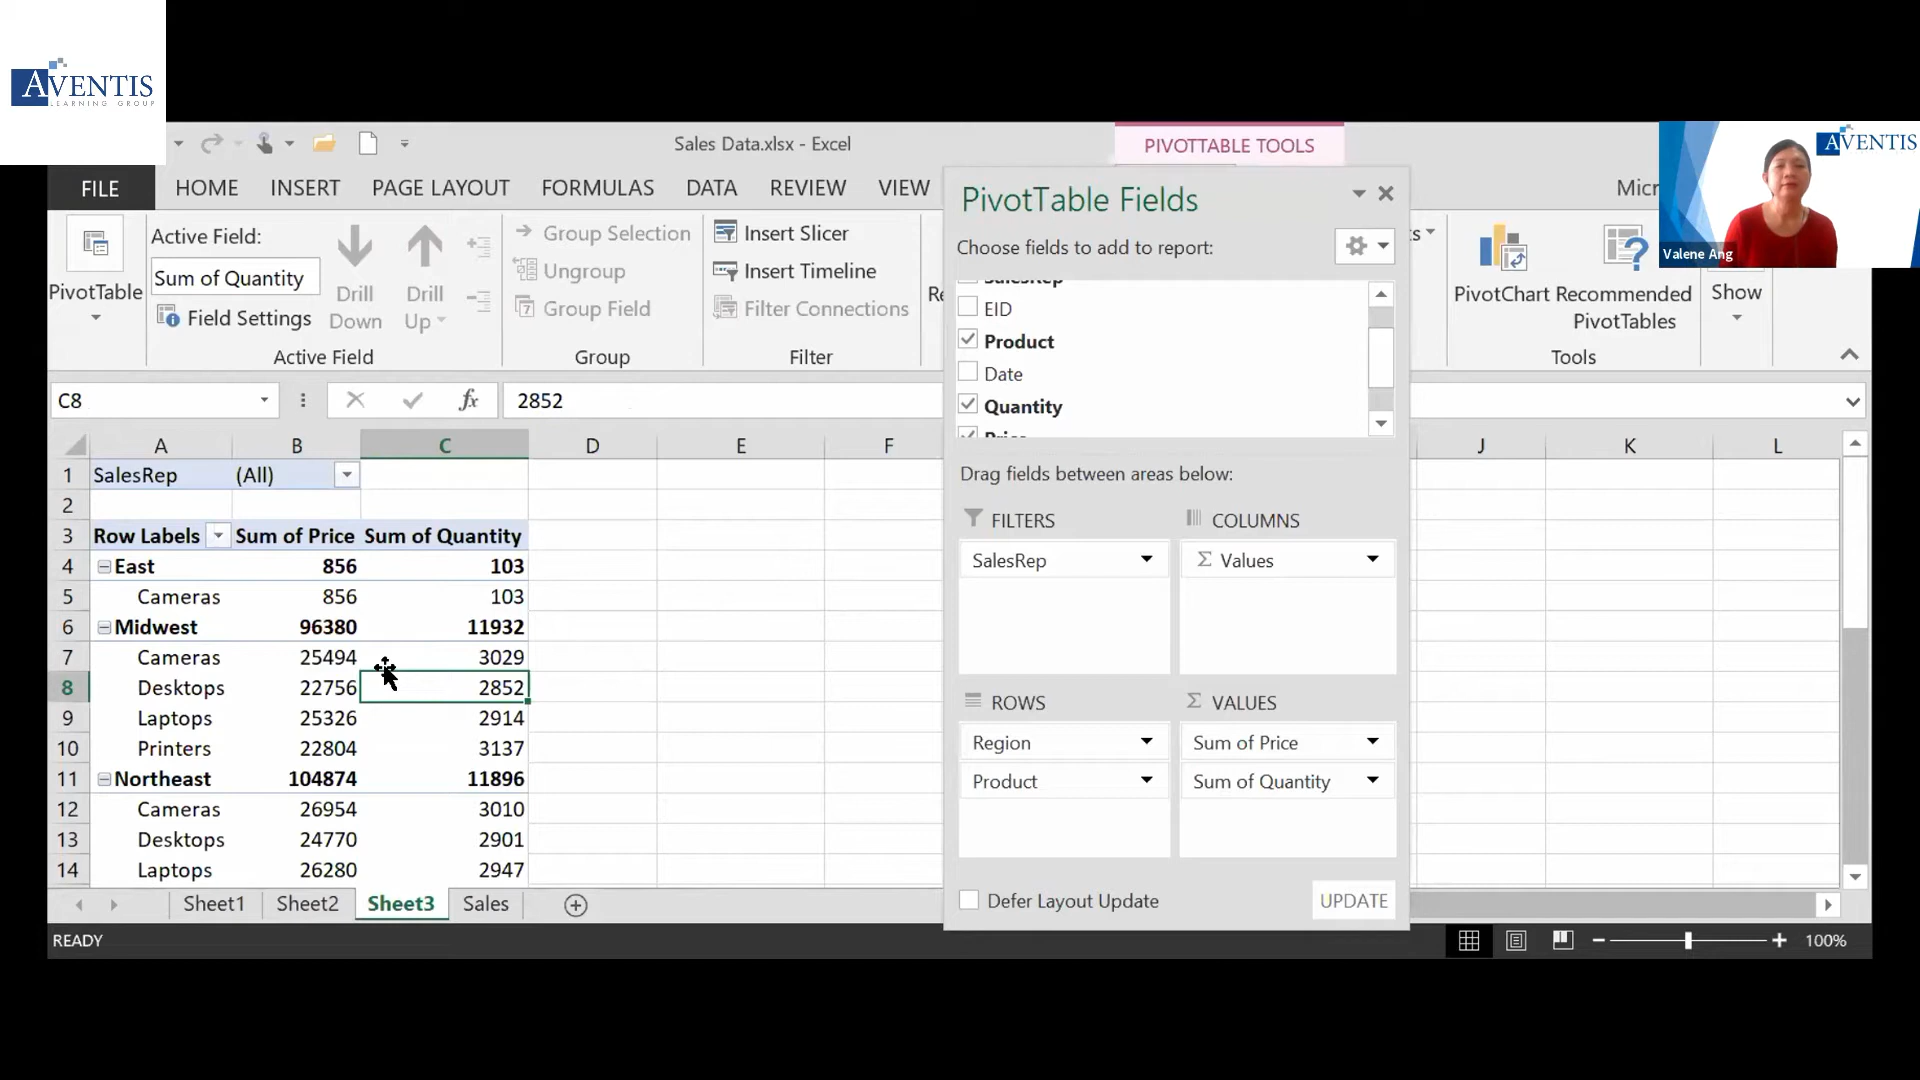 AVENTIS
LEARNING GROUP
Sales Data.xlsx - Excel
PIVOTTABLE TOOLS
AVENTIS
Valene Ang
FILE HOME INSERT PAGE LAYOUT FORMULAS DATA REVIEW VIEW
Active Field:
Sum of Quantity
Field Settings
Active Field
PivotTable
Drill
Down
Drill
Up
Group Selection
Ungroup
Group Field
Group
Insert Slicer
Insert Timeline
Filter Connections
Filter
PivotChart Recommended
PivotTables
Tools
Show
C8
2852
A B C D E F J K L
1 SalesRep (All)
2
3 Row Labels Sum of Price Sum of Quantity
4 East 856 103
5 Cameras 856 103
6 Midwest 96380 11932
7 Cameras 25494 3029
8 Desktops 22756 2852
9 Laptops 25326 2914
10 Printers 22804 3137
11 Northeast 104874 11896
12 Cameras 26954 3010
13 Desktops 24770 2901
14 Laptops 26280 2947
PivotTable Fields
Choose fields to add to report:
SalesRep
EID
Product
Date
Quantity
Price
Drag fields between areas below:
FILTERS
SalesRep
COLUMNS
Σ Values
ROWS
Region
Product
Σ VALUES
Sum of Price
Sum of Quantity
Defer Layout Update
UPDATE
Sheet1 Sheet2 Sheet3 Sales
READY
100%